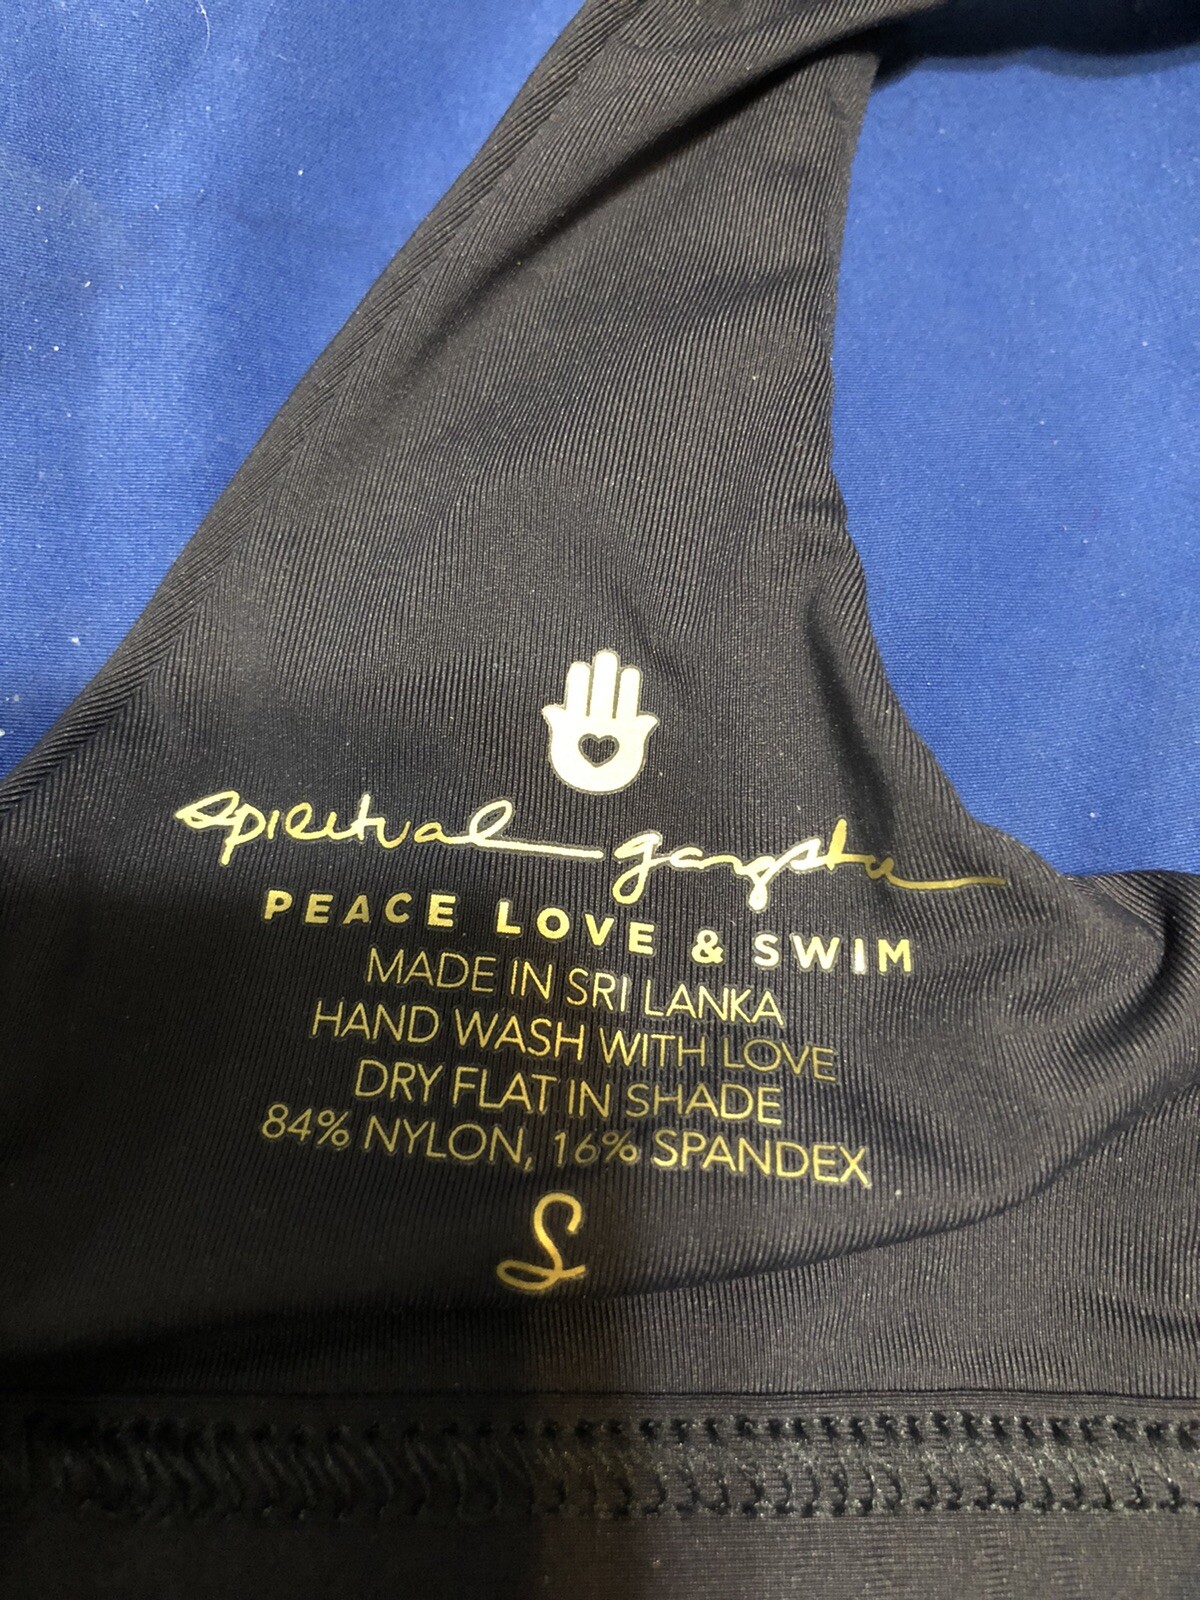 spiritual gangster
PEACE LOVE & SWIM
MADE IN SRI LANKA
HAND WASH WITH LOVE
DRY FLAT IN SHADE
84% NYLON, 16% SPANDEX
S